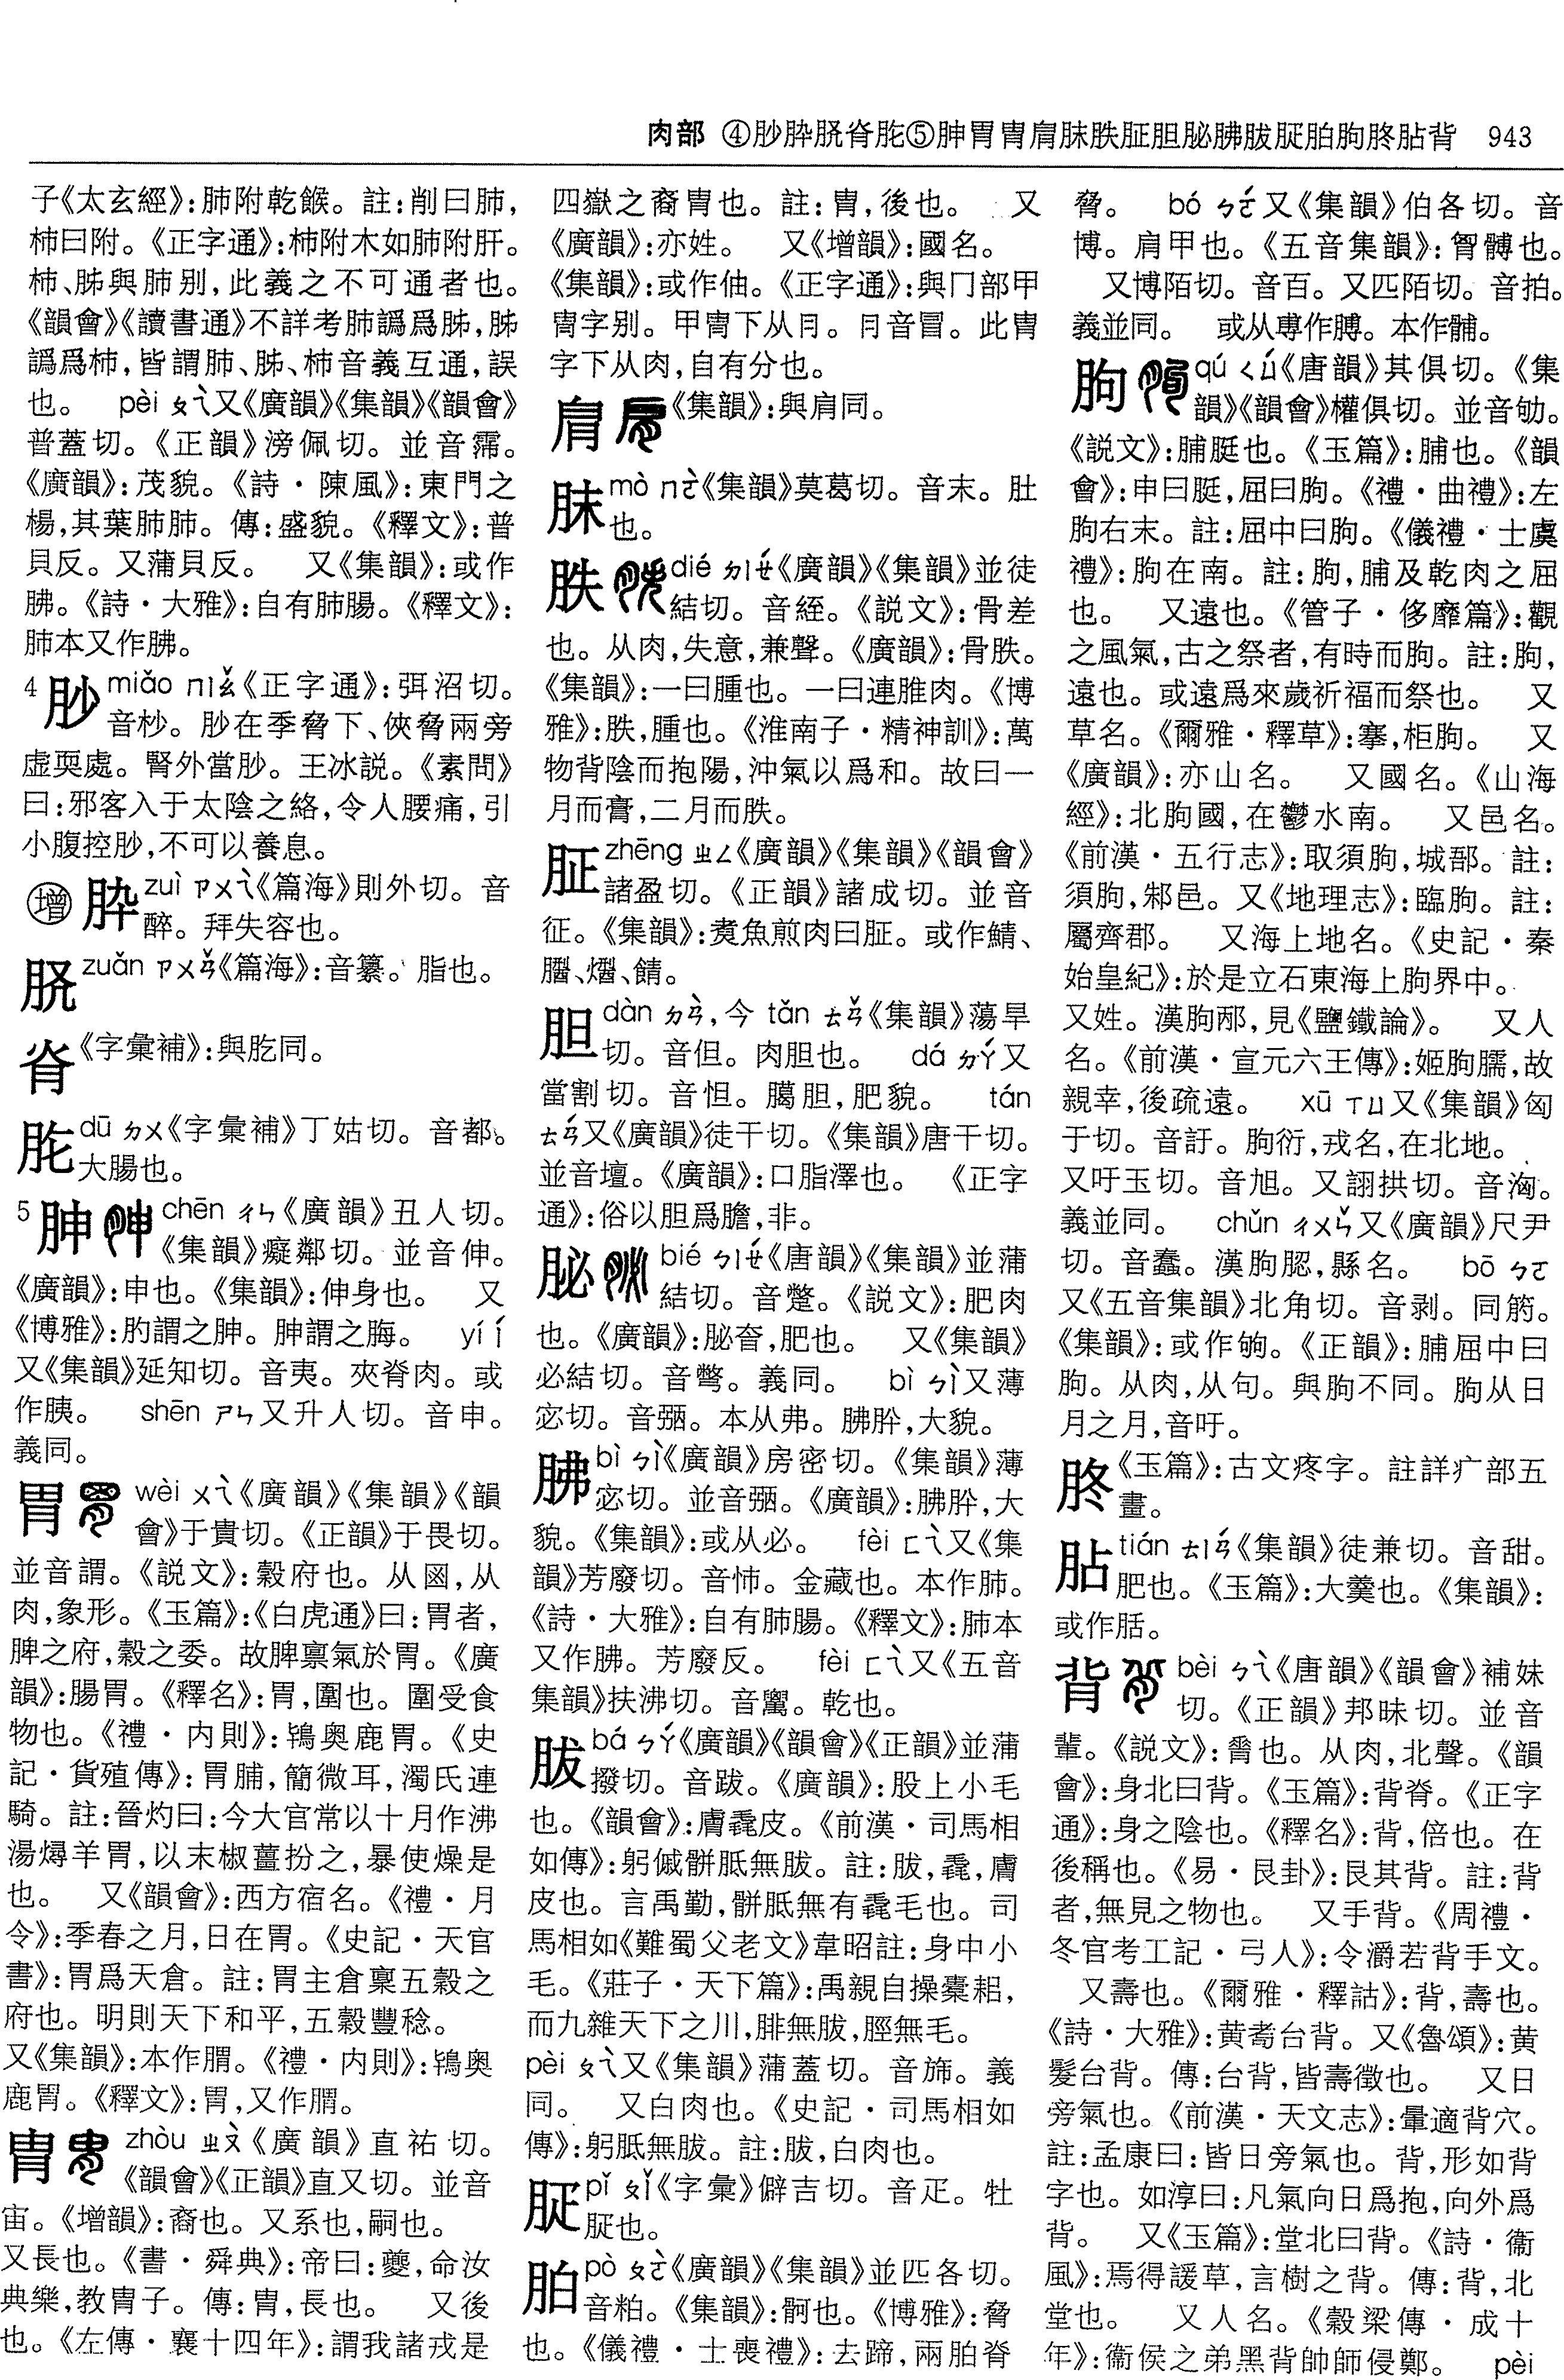 肉部 ④䏚脺脱脊胣⑤胂胃胄肩肬胅胚胆胇胇胈胵胉朐胅胋背 943
子《太玄經》:肺附乾餱。註:削曰肺,
柿曰附。《正字通》:柿附木如肺附肝。
柿、胏與肺别,此義之不可通者也。
《韻會》《讀書通》不詳考肺譌爲胏,胏
譌爲柿,皆謂肺、胏、柿音義互通,誤
也。 pèi ㄆㄟˋ又《廣韻》《集韻》《韻會》
普蓋切。《正韻》滂佩切。並音霈。
《廣韻》:茂貌。《詩・陳風》:東門之
楊,其葉肺肺。傳:盛貌。《釋文》:普
貝反。又蒲貝反。 又《集韻》:或作
胇。《詩・大雅》:自有肺腸。《釋文》:
肺本又作胇。
4 䏚 miǎo ㄇㄧㄠˇ《正字通》:弭沼切。
音杪。䏚在季脅下、俠脅兩旁
虚耎處。腎外當䏚。王冰説。《素問》
曰:邪客入于太陰之絡,令人腰痛,引
小腹控䏚,不可以養息。
增 zuì ㄗㄨㄟˋ《篇海》則外切。音
醉。拜失容也。
zuǎn ㄗㄨㄢˇ《篇海》:音纂。脂也。
《字彙補》:與肐同。
dū ㄉㄨ《字彙補》丁姑切。音都。
大腸也。
5 胂 chēn ㄔㄣ《廣韻》丑人切。
《集韻》癡鄰切。並音伸。
《廣韻》:申也。《集韻》:伸身也。 又
《博雅》:肑謂之胂。胂謂之脢。 yí ㄧˊ
又《集韻》延知切。音夷。夾脊肉。或
作胰。 shēn ㄕㄣ又升人切。音申。
義同。
胃 wèi ㄨㄟˋ《廣韻》《集韻》《韻
會》于貴切。《正韻》于畏切。
並音謂。《説文》:穀府也。从囪,从
肉,象形。《玉篇》:《白虎通》曰:胃者,
脾之府,穀之委。故脾禀氣於胃。《廣
韻》:腸胃。《釋名》:胃,圍也。圍受食
物也。《禮・内則》:鴇奥鹿胃。《史
記・貨殖傳》:胃脯,簡微耳,濁氏連
騎。註:晉灼曰:今大官常以十月作沸
湯燖羊胃,以末椒薑扮之,暴使燥是
也。 又《韻會》:西方宿名。《禮・月
令》:季春之月,日在胃。《史記・天官
書》:胃爲天倉。註:胃主倉稟五穀之
府也。明則天下和平,五穀豐稔。
又《集韻》:本作䐜。《禮・内則》:鴇奥
鹿胃。《釋文》:胃,又作䐜。
胄 zhòu ㄓㄡˋ《廣韻》直祐切。
《韻會》《正韻》直又切。並音
宙。《增韻》:裔也。又系也,嗣也。
又長也。《書・舜典》:帝曰:夔,命汝
典樂,教胄子。傳:胄,長也。 又後
也。《左傳・襄十四年》:謂我諸戎是
四嶽之裔胄也。註:胄,後也。 又
《廣韻》:亦姓。 又《增韻》:國名。
《集韻》:或作伷。《正字通》:與冂部甲
冑字别。甲冑下从冃。冃音冒。此胄
字下从肉,自有分也。
肩 《集韻》:與肩同。
mò ㄇㄛˋ《集韻》莫葛切。音末。肚
也。
胅 dié ㄉㄧㄝˊ《廣韻》《集韻》並徒
結切。音絰。《説文》:骨差
也。从肉,失意,兼聲。《廣韻》:骨胅。
《集韻》:一曰腫也。一曰連脽肉。《博
雅》:胅,腫也。《淮南子・精神訓》:萬
物背陰而抱陽,沖氣以爲和。故曰一
月而膏,二月而胅。
zhēng ㄓㄥ《廣韻》《集韻》《韻會》
諸盈切。《正韻》諸成切。並音
征。《集韻》:煑魚煎肉曰䏠。或作鯖、
䐶、熷、䝼。
胆 dàn ㄉㄢˋ,今 tǎn ㄊㄢˇ《集韻》蕩旱
切。音但。肉胆也。 dá ㄉㄚˊ又
當割切。音怛。臈胆,肥貌。 tán
ㄊㄢˊ又《廣韻》徒干切。《集韻》唐干切。
並音壇。《廣韻》:口脂澤也。 《正字
通》:俗以胆爲膽,非。
䏟 bié ㄅㄧㄝˊ《唐韻》《集韻》並蒲
結切。音蹩。《説文》:肥肉
也。《廣韻》:䏟奆,肥也。 又《集韻》
必結切。音彆。義同。 bì ㄅㄧˋ又薄
宓切。音弼。本从弗。胇肸,大貌。
胇 bì ㄅㄧˋ《廣韻》房密切。《集韻》薄
宓切。並音弼。《廣韻》:胇肸,大
貌。《集韻》:或从必。 fèi ㄈㄟˋ又《集
韻》芳廢切。音怖。金藏也。本作肺。
《詩・大雅》:自有肺腸。《釋文》:肺本
又作胇。芳廢反。 fèi ㄈㄟˋ又《五音
集韻》扶沸切。音䆏。乾也。
胈 bá ㄅㄚˊ《廣韻》《韻會》《正韻》並蒲
撥切。音跋。《廣韻》:股上小毛
也。《韻會》:膚毳皮。《前漢・司馬相
如傳》:躬傶骿胝無胈。註:胈,毳,膚
皮也。言禹勤,骿胝無有毳毛也。司
馬相如《難蜀父老文》韋昭註:身中小
毛。《莊子・天下篇》:禹親自操橐耜,
而九雜天下之川,腓無胈,脛無毛。
pèi ㄆㄟˋ又《集韻》蒲蓋切。音旆。義
同。 又白肉也。《史記・司馬相如
傳》:躬胝無胈。註:胈,白肉也。
pǐ ㄆㄧˇ《字彙》僻吉切。音疋。牡
也。
胉 pò ㄆㄛˋ《廣韻》《集韻》並匹各切。
音粕。《集韻》:䯊也。《博雅》:脅
也。《儀禮・士喪禮》:去蹄,兩胉脊
脅。 bó ㄅㄛˊ又《集韻》伯各切。音
博。肩甲也。《五音集韻》:胷髆也。
又博陌切。音百。又匹陌切。音拍。
義並同。 或从尃作膊。本作䪙。
朐 qú ㄑㄩˊ《唐韻》其俱切。《集
韻》《韻會》權俱切。並音劬。
《説文》:脯脡也。《玉篇》:脯也。《韻
會》:申曰脡,屈曰朐。《禮・曲禮》:左
朐右末。註:屈中曰朐。《儀禮・士虞
禮》:朐在南。註:朐,脯及乾肉之屈
也。 又遠也。《管子・侈靡篇》:觀
之風氣,古之祭者,有時而朐。註:朐,
遠也。或遠爲來歲祈福而祭也。 又
草名。《爾雅・釋草》:搴,柜朐。 又
《廣韻》:亦山名。 又國名。《山海
經》:北朐國,在鬱水南。 又邑名。
《前漢・五行志》:取須朐,城郚。註:
須朐,邾邑。又《地理志》:臨朐。註:
屬齊郡。 又海上地名。《史記・秦
始皇紀》:於是立石東海上朐界中。
又姓。漢朐邴,見《鹽鐵論》。 又人
名。《前漢・宣元六王傳》:姬朐臑,故
親幸,後疏遠。 xū ㄒㄩ又《集韻》匈
于切。音訏。朐衍,戎名,在北地。
又吁玉切。音旭。又詡拱切。音洶。
義並同。 chǔn ㄔㄨㄣˇ又《廣韻》尺尹
切。音蠢。漢朐䏰,縣名。 bō ㄅㄛ
又《五音集韻》北角切。音剥。同筋。
《集韻》:或作䏾。《正韻》:脯屈中曰
朐。从肉,从句。與朐不同。朐从日
月之月,音吁。
《玉篇》:古文疼字。註詳疒部五
畫。
胋 tián ㄊㄧㄢˊ《集韻》徒兼切。音甜。
肥也。《玉篇》:大羹也。《集韻》:
或作䑚。
背 bèi ㄅㄟˋ《唐韻》《韻會》補妹
切。《正韻》邦昧切。並音
輩。《説文》:脊也。从肉,北聲。《韻
會》:身北曰背。《玉篇》:背脊。《正字
通》:身之陰也。《釋名》:背,倍也。在
後稱也。《易・艮卦》:艮其背。註:背
者,無見之物也。 又手背。《周禮・
冬官考工記・弓人》:令灂若背手文。
又壽也。《爾雅・釋詁》:背,壽也。
《詩・大雅》:黄耇台背。又《魯頌》:黄
髮台背。傳:台背,皆壽徵也。 又日
旁氣也。《前漢・天文志》:暈適背穴。
註:孟康曰:皆日旁氣也。背,形如背
字也。如淳曰:凡氣向日爲抱,向外爲
背。 又《玉篇》:堂北曰背。《詩・衞
風》:焉得諼草,言樹之背。傳:背,北
堂也。 又人名。《穀梁傳・成十
年》:衞侯之弟黑背帥師侵鄭。 pèi